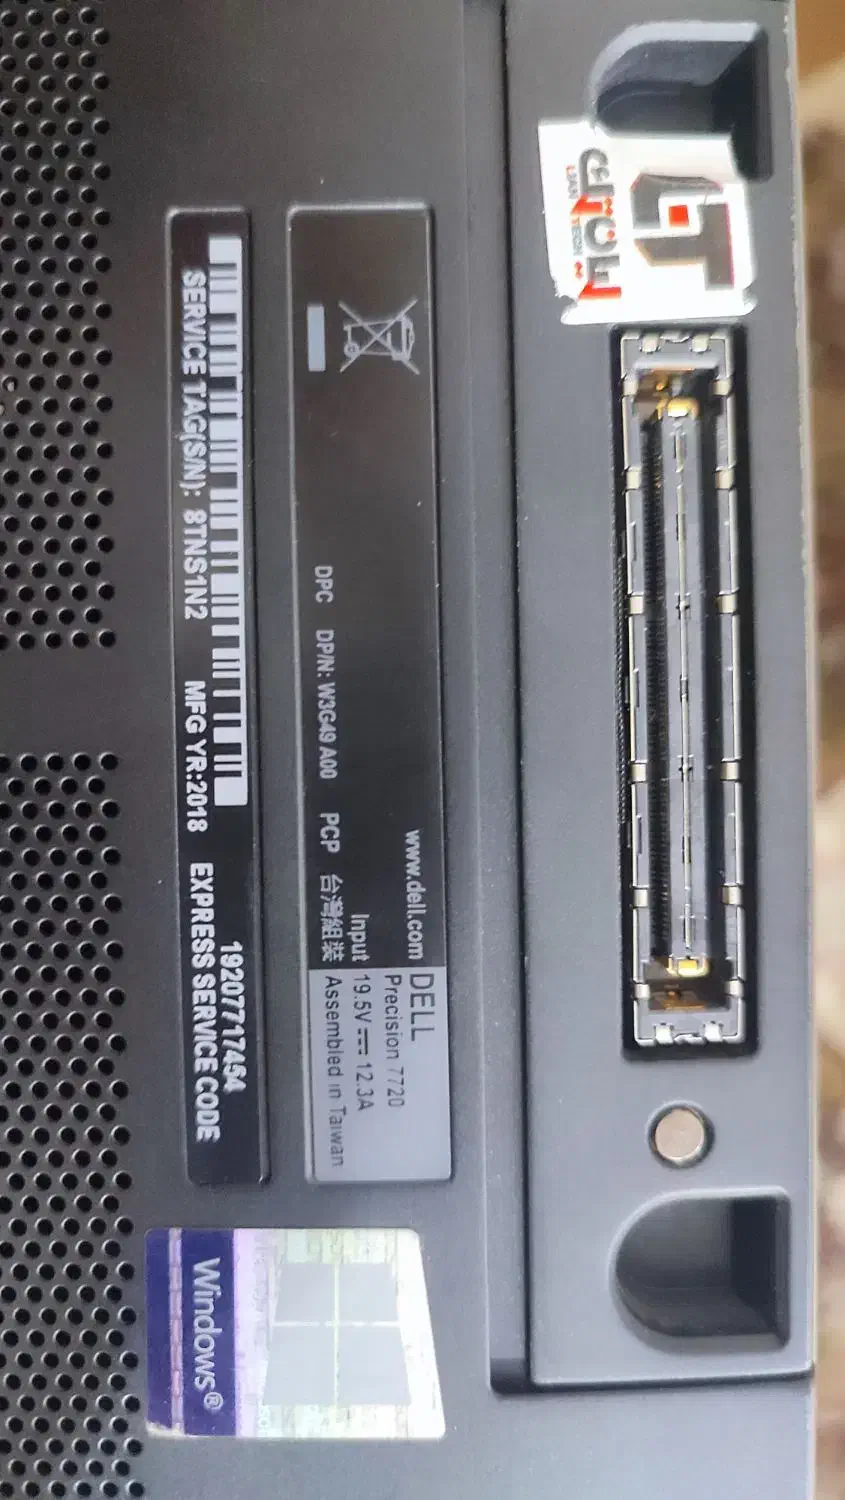 DELL
Precision 7720
www.dell.com
Input 19.5V⎓12.3A
DPC DP/N: W3G49 A00 PCP 台灣組裝 Assembled in Taiwan
19207717454
SERVICE TAG(S/N): 8TNS1N2 MFG YR:2018 EXPRESS SERVICE CODE
Windows®